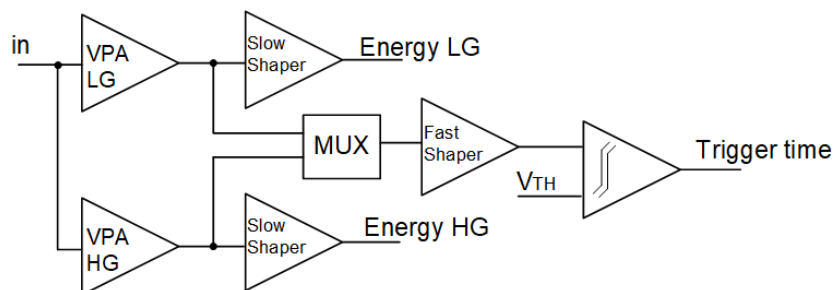 in
VPA
LG
Slow
Shaper
Energy LG
MUX
Fast
Shaper
VTH
Trigger time
VPA
HG
Slow
Shaper
Energy HG